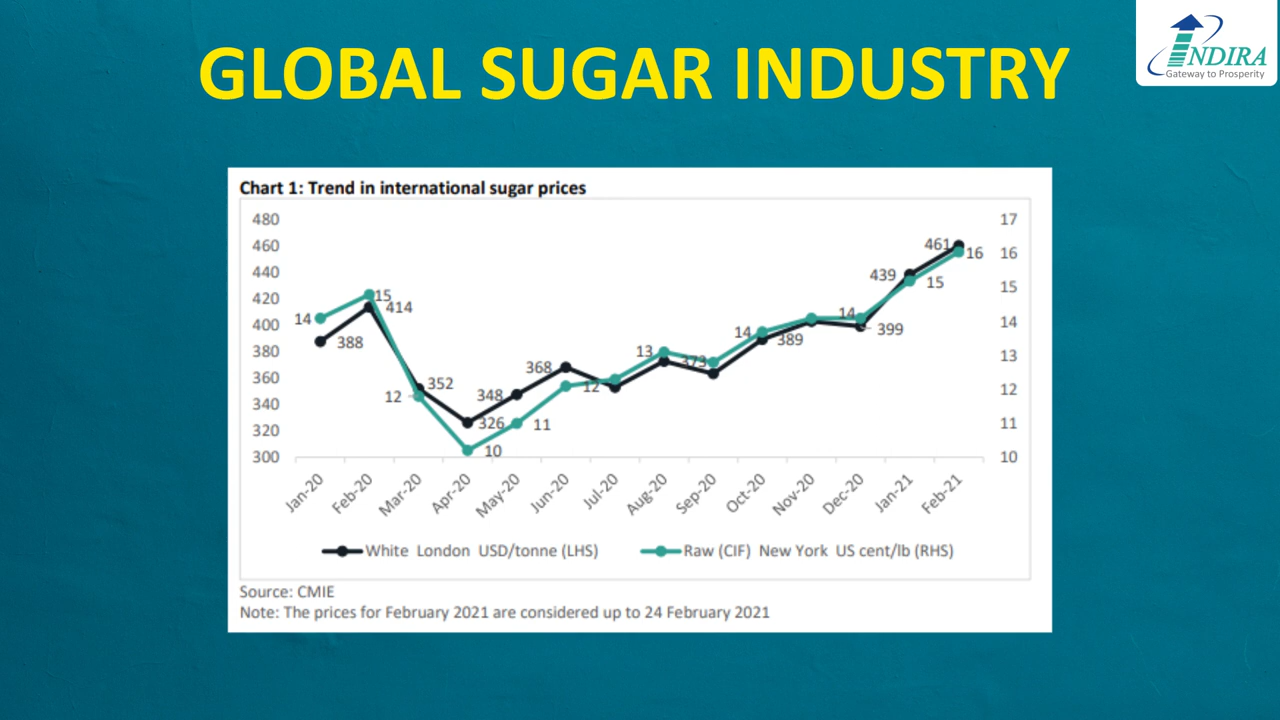 GLOBAL SUGAR INDUSTRY
INDIRA
Gateway to Prosperity
Chart 1: Trend in international sugar prices
480
460
440
420
400
380
360
340
320
300
17
16
15
14
13
12
11
10
14
388
15
414
12
352
326
10
348
11
368
12
13
373
14
389
14
399
439
15
461
16
Jan-20
Feb-20
Mar-20
Apr-20
May-20
Jun-20
Jul-20
Aug-20
Sep-20
Oct-20
Nov-20
Dec-20
Jan-21
Feb-21
White London USD/tonne (LHS)
Raw (CIF) New York US cent/lb (RHS)
Source: CMIE
Note: The prices for February 2021 are considered up to 24 February 2021